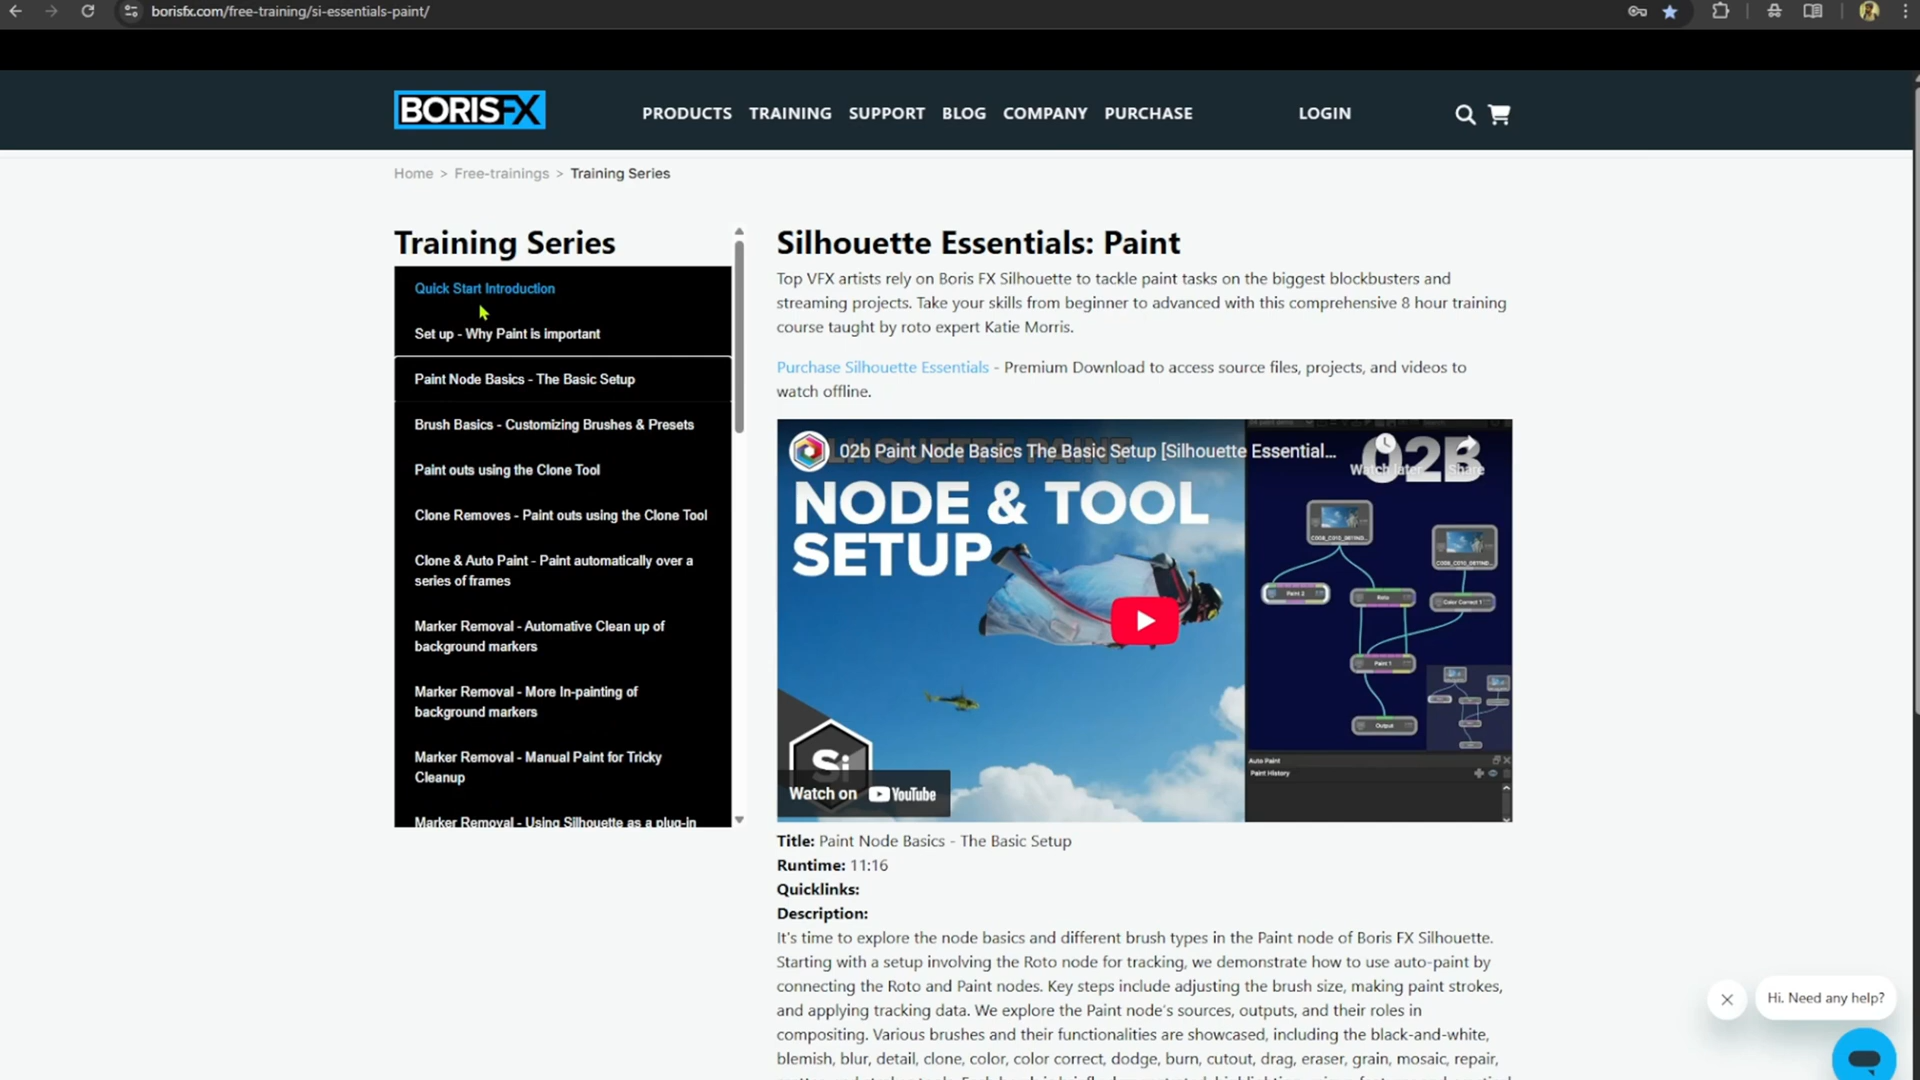 borisfx.com/free-training/si-essentials-paint/
BORISFX
PRODUCTS TRAINING SUPPORT BLOG COMPANY PURCHASE LOGIN
Home > Free-trainings > Training Series
Training Series
Quick Start Introduction
Set up - Why Paint is important
Paint Node Basics - The Basic Setup
Brush Basics - Customizing Brushes & Presets
Paint outs using the Clone Tool
Clone Removes - Paint outs using the Clone Tool
Clone & Auto Paint - Paint automatically over a
series of frames
Marker Removal - Automative Clean up of
background markers
Marker Removal - More In-painting of
background markers
Marker Removal - Manual Paint for Tricky
Cleanup
Marker Removal - Using Silhouette as a plug-in
Silhouette Essentials: Paint
Top VFX artists rely on Boris FX Silhouette to tackle paint tasks on the biggest blockbusters and
streaming projects. Take your skills from beginner to advanced with this comprehensive 8 hour training
course taught by roto expert Katie Morris.
Purchase Silhouette Essentials - Premium Download to access source files, projects, and videos to
watch offline.
SILHOUETTE PAINT
02b Paint Node Basics The Basic Setup [Silhouette Essential...
02B
Watch later
Share
NODE & TOOL
SETUP
Paint 2
Roto
Color Correct 1
Paint 1
Output
Auto Paint
Paint History
Si
Watch on YouTube
Title: Paint Node Basics - The Basic Setup
Runtime: 11:16
Quicklinks:
Description:
It's time to explore the node basics and different brush types in the Paint node of Boris FX Silhouette.
Starting with a setup involving the Roto node for tracking, we demonstrate how to use auto-paint by
connecting the Roto and Paint nodes. Key steps include adjusting the brush size, making paint strokes,
and applying tracking data. We explore the Paint node's sources, outputs, and their roles in
compositing. Various brushes and their functionalities are showcased, including the black-and-white,
blemish, blur, detail, clone, color, color correct, dodge, burn, cutout, drag, eraser, grain, mosaic, repair,
Hi. Need any help?